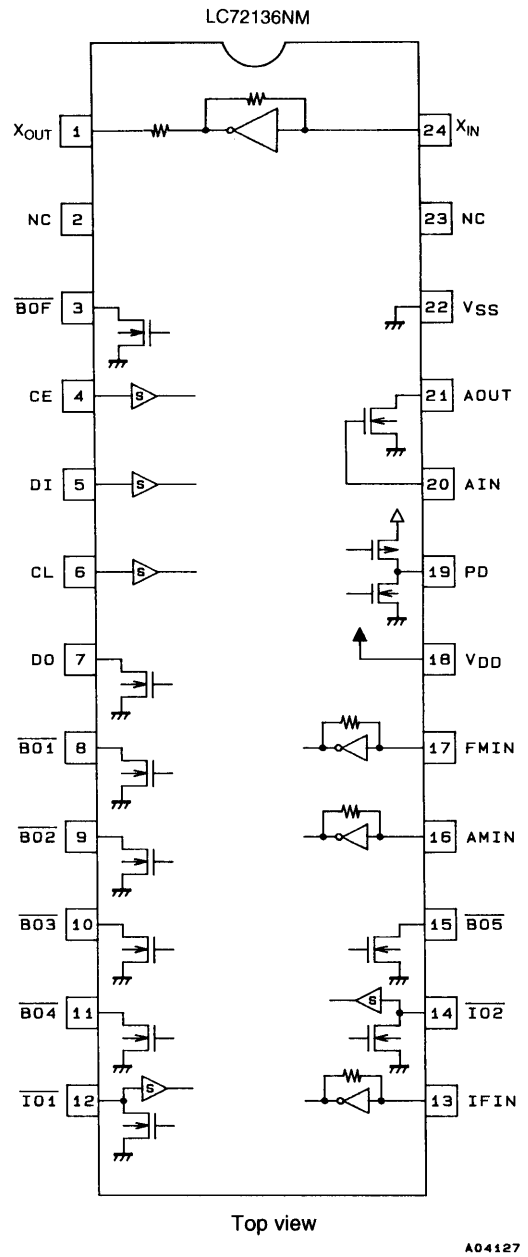 LC72136NM
XOUT 1 24 XIN
NC 2 23 NC
BOF 3 22 VSS
CE 4 S 21 AOUT
DI 5 S 20 AIN
CL 6 S 19 PD
DO 7 18 VDD
BO1 8 17 FMIN
BO2 9 16 AMIN
BO3 10 15 BO5
BO4 11 S 14 IO2
IO1 12 S 13 IFIN
Top view
A04127